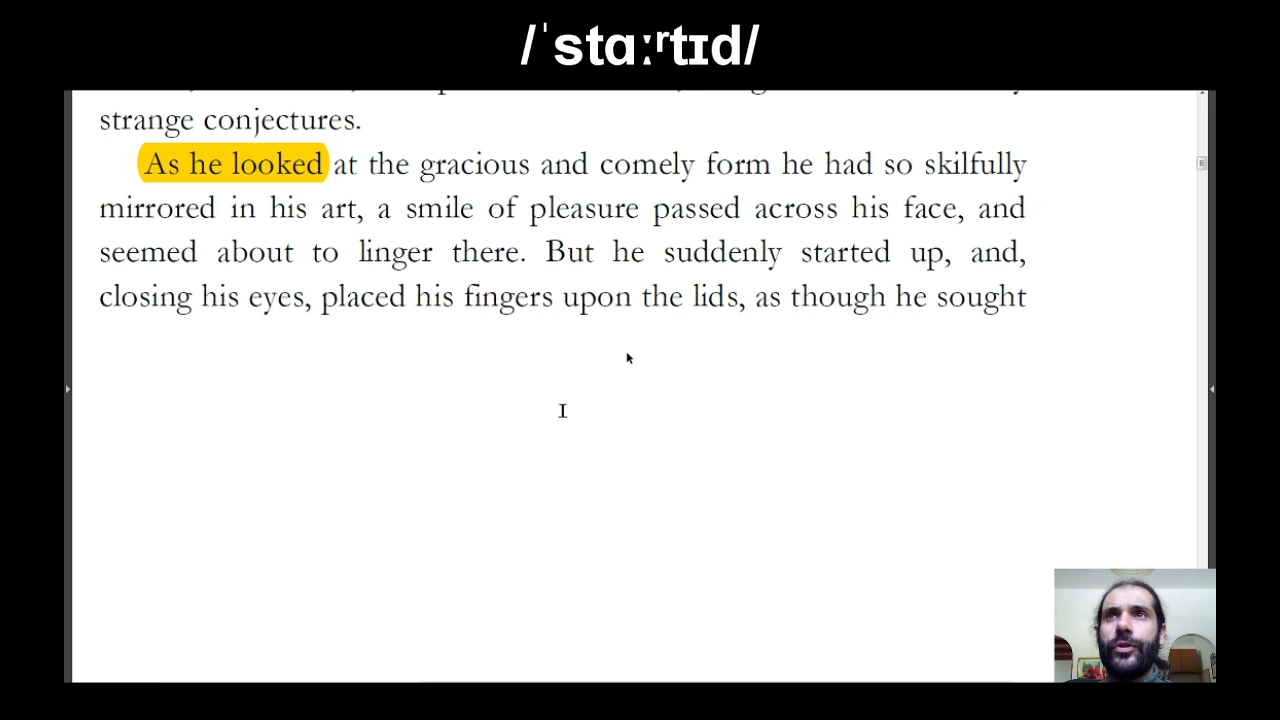 /ˈstɑːʳtɪd/
strange conjectures.
As he looked at the gracious and comely form he had so skilfully
mirrored in his art, a smile of pleasure passed across his face, and
seemed about to linger there. But he suddenly started up, and,
closing his eyes, placed his fingers upon the lids, as though he sought